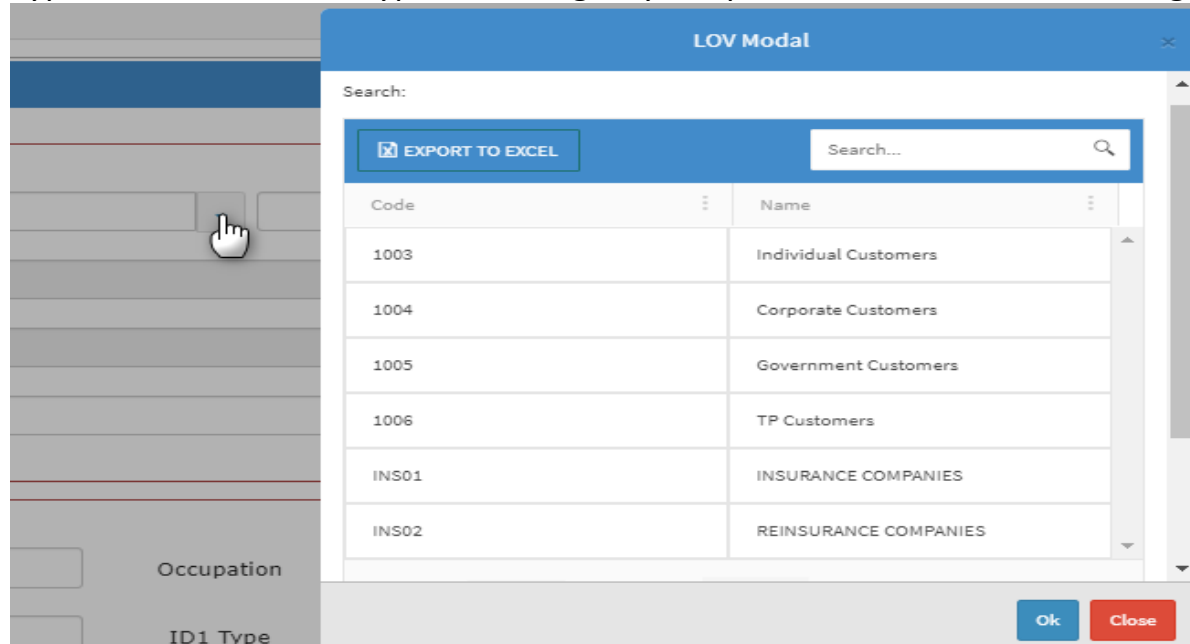 LOV Modal ×
Search:
EXPORT TO EXCEL Search...
Code Name
1003 Individual Customers
1004 Corporate Customers
1005 Government Customers
1006 TP Customers
INS01 INSURANCE COMPANIES
INS02 REINSURANCE COMPANIES
Occupation
Ok Close
ID1 Type